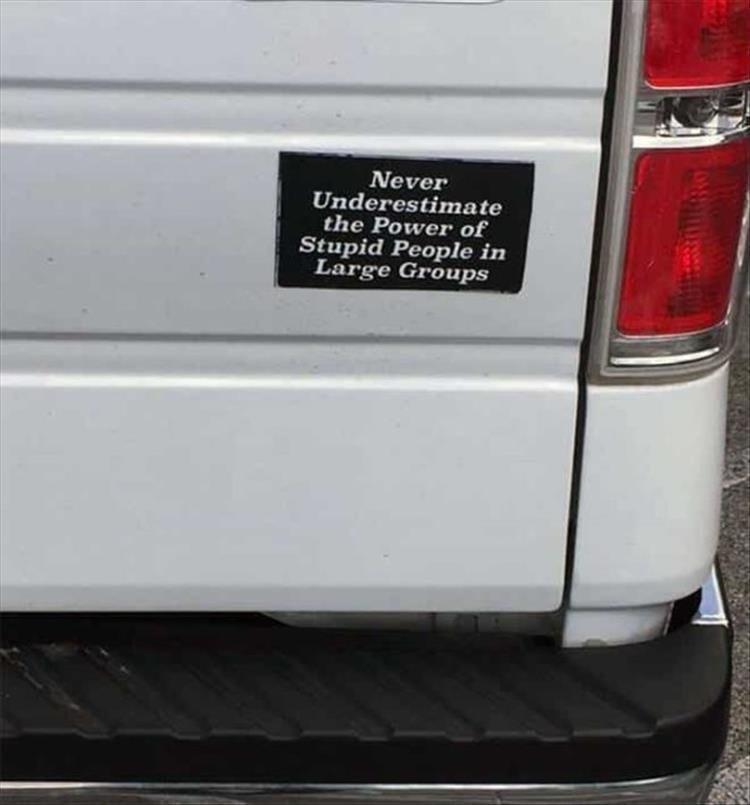 Never
Underestimate
the Power of
Stupid People in
Large Groups